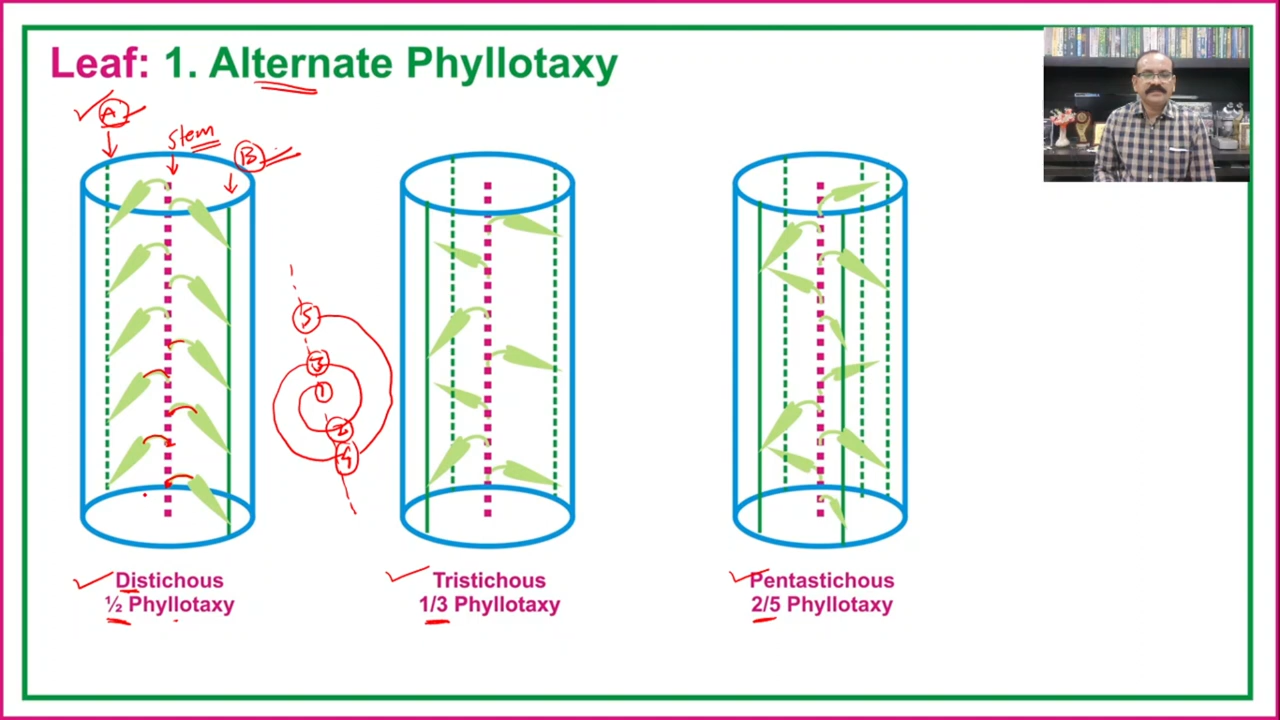 Leaf: 1. Alternate Phyllotaxy
A
stem
B
5
3
1
2
4
Distichous
½ Phyllotaxy
Tristichous
1/3 Phyllotaxy
Pentastichous
2/5 Phyllotaxy